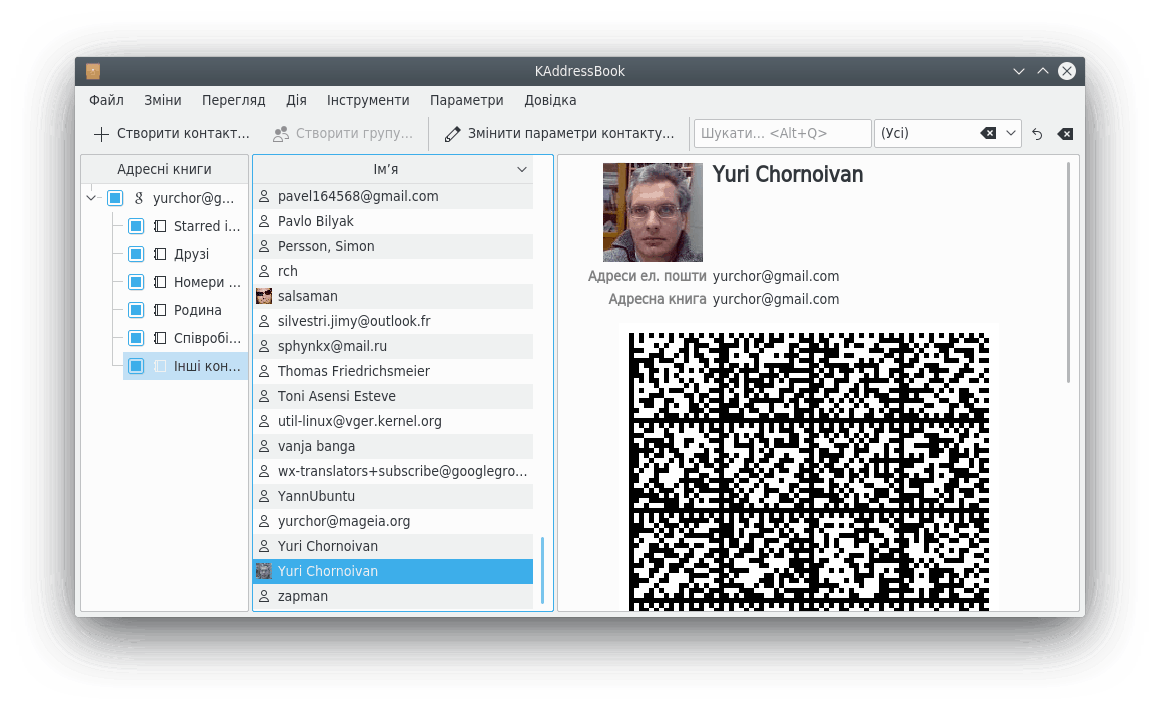 KAddressBook
Файл Зміни Перегляд Дія Інструменти Параметри Довідка
Створити контакт... Створити групу... Змінити параметри контакту... Шукати... <Alt+Q> (Усі)
Адресні книги
yurchor@g...
Starred i...
Друзі
Номери ...
Родина
Співробі...
Інші кон...
Ім’я
pavel164568@gmail.com
Pavlo Bilyak
Persson, Simon
rch
salsaman
silvestri.jimy@outlook.fr
sphynkx@mail.ru
Thomas Friedrichsmeier
Toni Asensi Esteve
util-linux@vger.kernel.org
vanja banga
wx-translators+subscribe@googlegro...
YannUbuntu
yurchor@mageia.org
Yuri Chornoivan
Yuri Chornoivan
zapman
Yuri Chornoivan
Адреси ел. пошти yurchor@gmail.com
Адресна книга yurchor@gmail.com